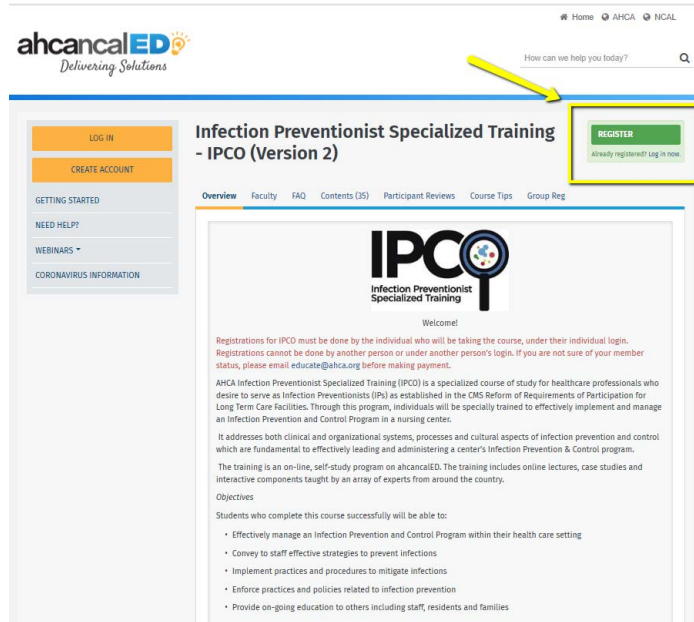 Home AHCA NCAL
ahcancalED
Delivering Solutions
How can we help you today?
LOG IN
CREATE ACCOUNT
GETTING STARTED
NEED HELP?
WEBINARS
CORONAVIRUS INFORMATION
Infection Preventionist Specialized Training
- IPCO (Version 2)
REGISTER
Already registered? Log in now.
Overview Faculty FAQ Contents (35) Participant Reviews Course Tips Group Reg
IPCO
Infection Preventionist
Specialized Training
Welcome!
Registrations for IPCO must be done by the individual who will be taking the course, under their individual login.
Registrations cannot be done by another person or under another person's login. If you are not sure of your member
status, please email educate@ahca.org before making payment.
AHCA Infection Preventionist Specialized Training (IPCO) is a specialized course of study for healthcare professionals who
desire to serve as Infection Preventionists (IPs) as established in the CMS Reform of Requirements of Participation for
Long Term Care Facilities. Through this program, individuals will be specially trained to effectively implement and manage
an Infection Prevention and Control Program in a nursing center.
It addresses both clinical and organizational systems, processes and cultural aspects of infection prevention and control
which are fundamental to effectively leading and administering a center's Infection Prevention & Control program.
The training is an on-line, self-study program on ahcancalED. The training includes online lectures, case studies and
interactive components taught by an array of experts from around the country.
Objectives
Students who complete this course successfully will be able to:
• Effectively manage an Infection Prevention and Control Program within their health care setting
• Convey to staff effective strategies to prevent infections
• Implement practices and procedures to mitigate infections
• Enforce practices and policies related to infection prevention
• Provide on-going education to others including staff, residents and families